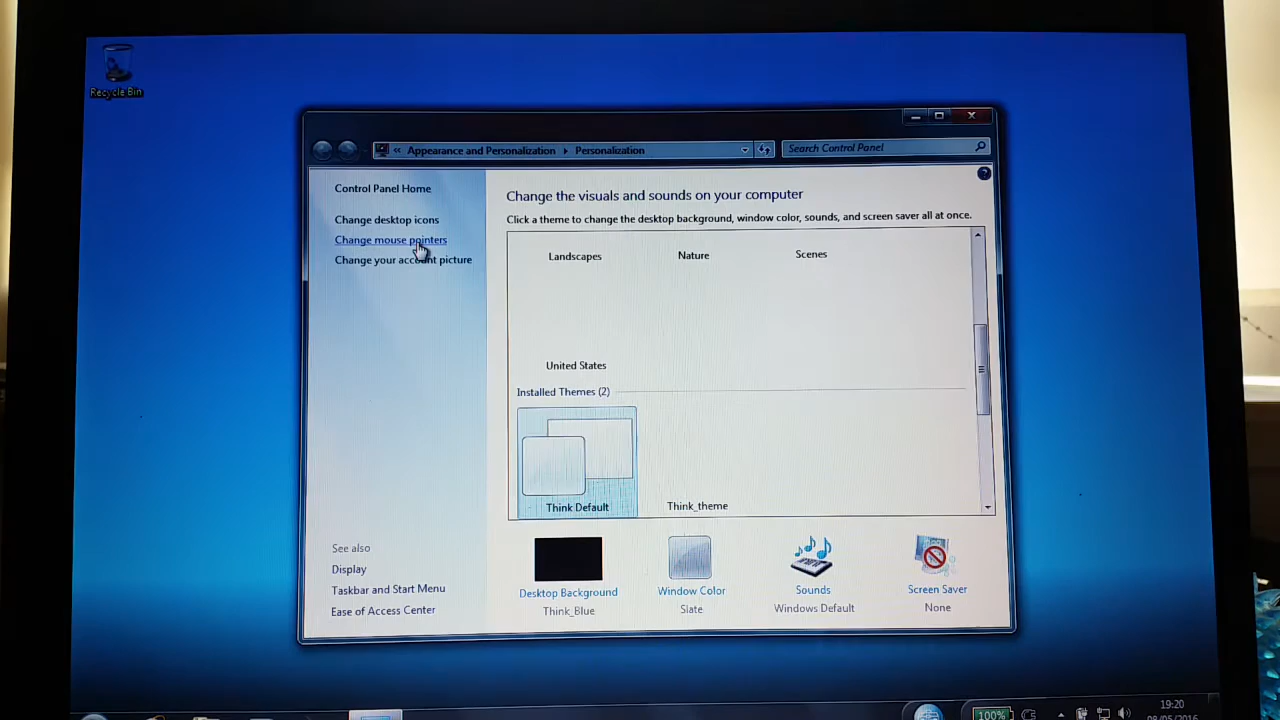 Recycle Bin
« Appearance and Personalization Personalization
Search Control Panel
Control Panel Home
Change desktop icons
Change mouse pointers
Change your account picture
Change the visuals and sounds on your computer
Click a theme to change the desktop background, window color, sounds, and screen saver all at once.
Landscapes Nature Scenes
United States
Installed Themes (2)
Think Default Think_theme
Desktop Background
Think_Blue
Window Color
Slate
Sounds
Windows Default
Screen Saver
None
See also
Display
Taskbar and Start Menu
Ease of Access Center
100%
19:20
08/05/2016